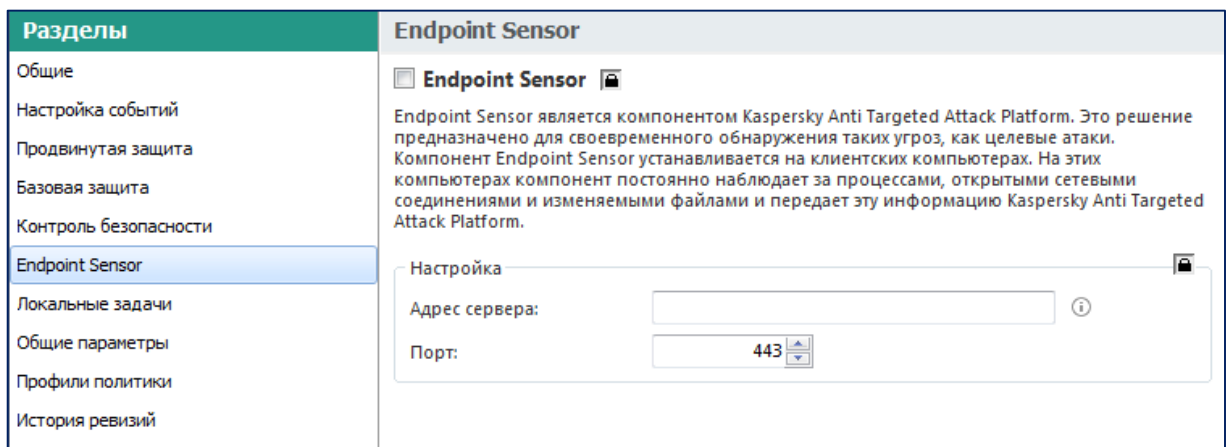 Разделы
Общие
Настройка событий
Продвинутая защита
Базовая защита
Контроль безопасности
Endpoint Sensor
Локальные задачи
Общие параметры
Профили политики
История ревизий
Endpoint Sensor
Endpoint Sensor
Endpoint Sensor является компонентом Kaspersky Anti Targeted Attack Platform. Это решение
предназначено для своевременного обнаружения таких угроз, как целевые атаки.
Компонент Endpoint Sensor устанавливается на клиентских компьютерах. На этих
компьютерах компонент постоянно наблюдает за процессами, открытыми сетевыми
соединениями и изменяемыми файлами и передает эту информацию Kaspersky Anti Targeted
Attack Platform.
Настройка
Адрес сервера:
Порт: 443